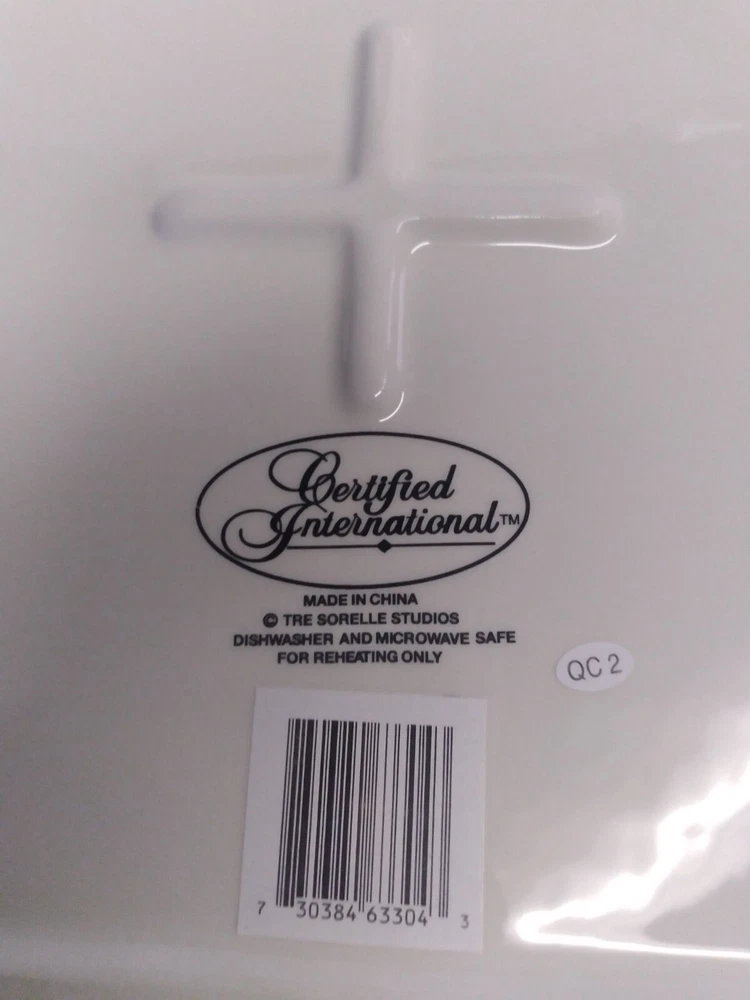 Certified
International™
MADE IN CHINA
© TRE SORELLE STUDIOS
DISHWASHER AND MICROWAVE SAFE
FOR REHEATING ONLY
QC 2
7 30384 63304 3